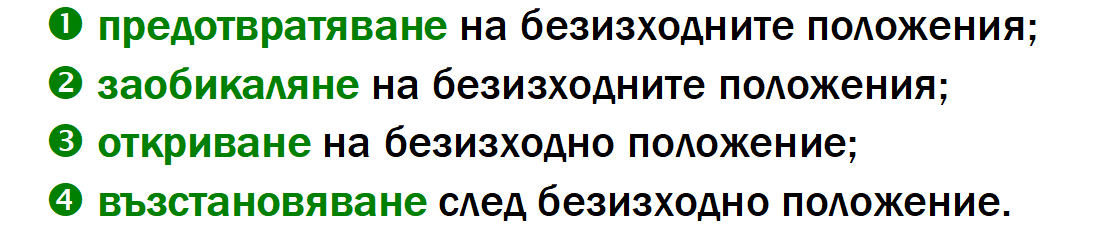 ❶ предотвратяване на безизходните положения;
❷ заобикаляне на безизходните положения;
❸ откриване на безизходно положение;
❹ възстановяване след безизходно положение.